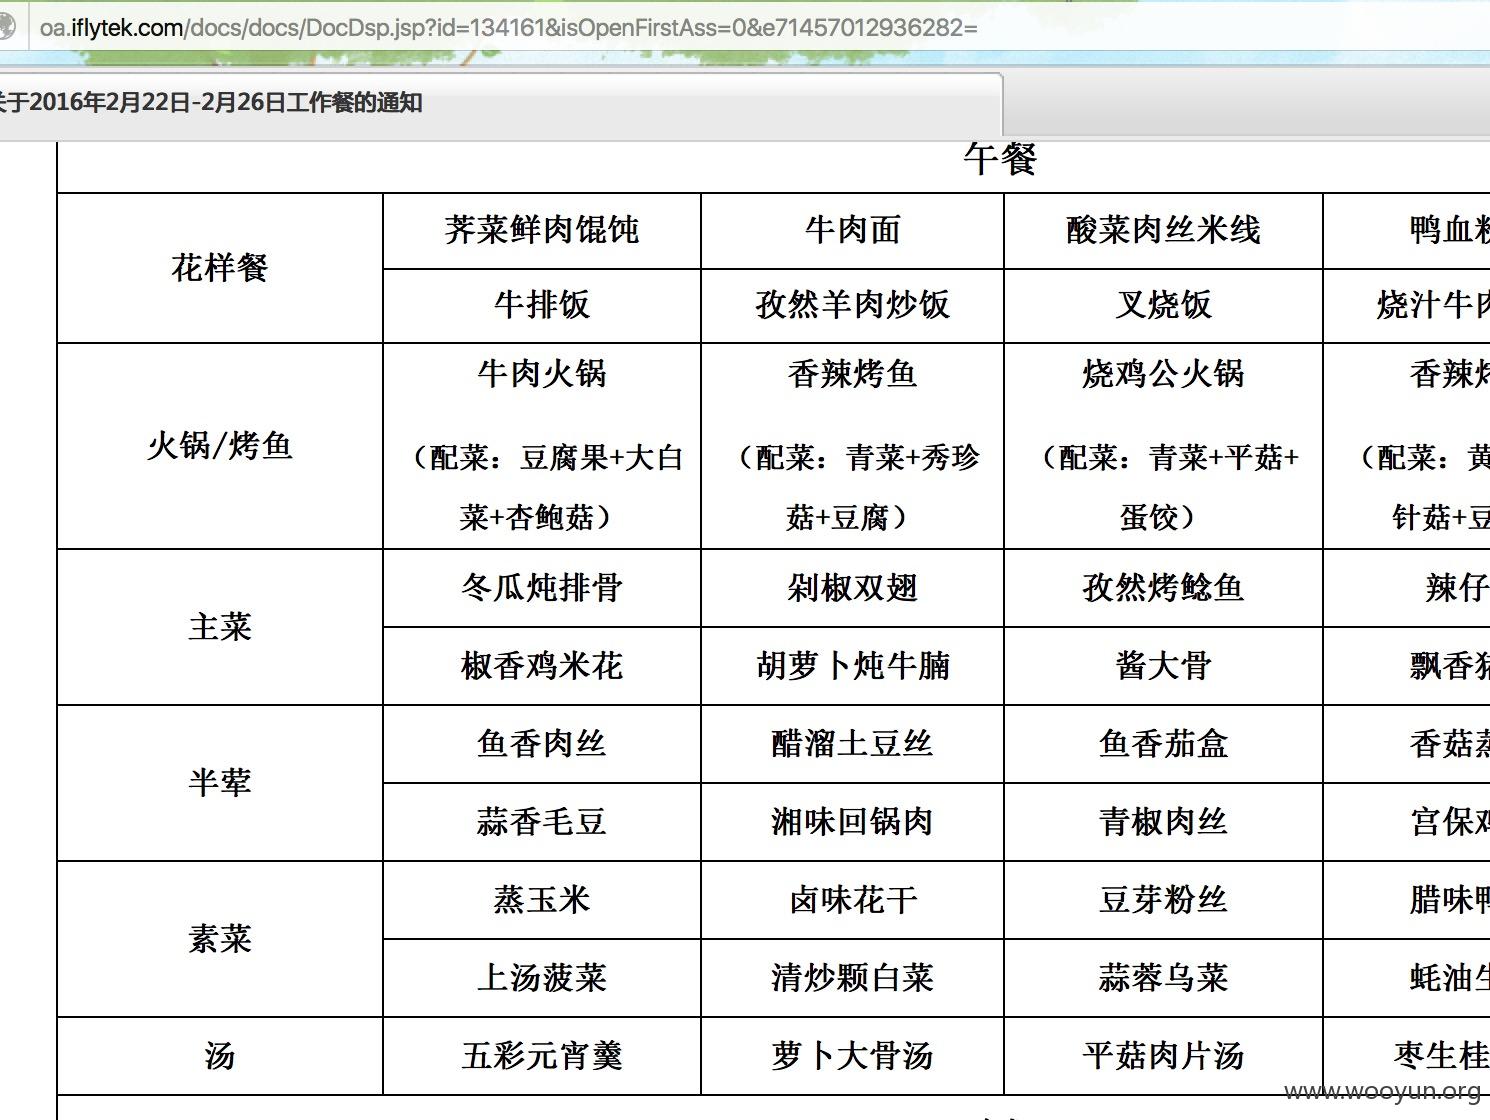 oa.iflytek.com/docs/docs/DocDsp.jsp?id=134161&isOpenFirstAss=0&e71457012936282=
关于2016年2月22日-2月26日工作餐的通知
午餐
花样餐
荠菜鲜肉馄饨 牛肉面 酸菜肉丝米线 鸭血粉
牛排饭 孜然羊肉炒饭 叉烧饭 烧汁牛肉
火锅/烤鱼
牛肉火锅 香辣烤鱼 烧鸡公火锅 香辣烤
（配菜：豆腐果+大白 （配菜：青菜+秀珍 （配菜：青菜+平菇+ （配菜：黄
菜+杏鲍菇） 菇+豆腐） 蛋饺） 针菇+豆
主菜
冬瓜炖排骨 剁椒双翅 孜然烤鲶鱼 辣仔
椒香鸡米花 胡萝卜炖牛腩 酱大骨 飘香猪
半荤
鱼香肉丝 醋溜土豆丝 鱼香茄盒 香菇蒸
蒜香毛豆 湘味回锅肉 青椒肉丝 宫保鸡
素菜
蒸玉米 卤味花干 豆芽粉丝 腊味鸭
上汤菠菜 清炒颗白菜 蒜蓉乌菜 蚝油生
汤 五彩元宵羹 萝卜大骨汤 平菇肉片汤 枣生桂
www.wooyun.org